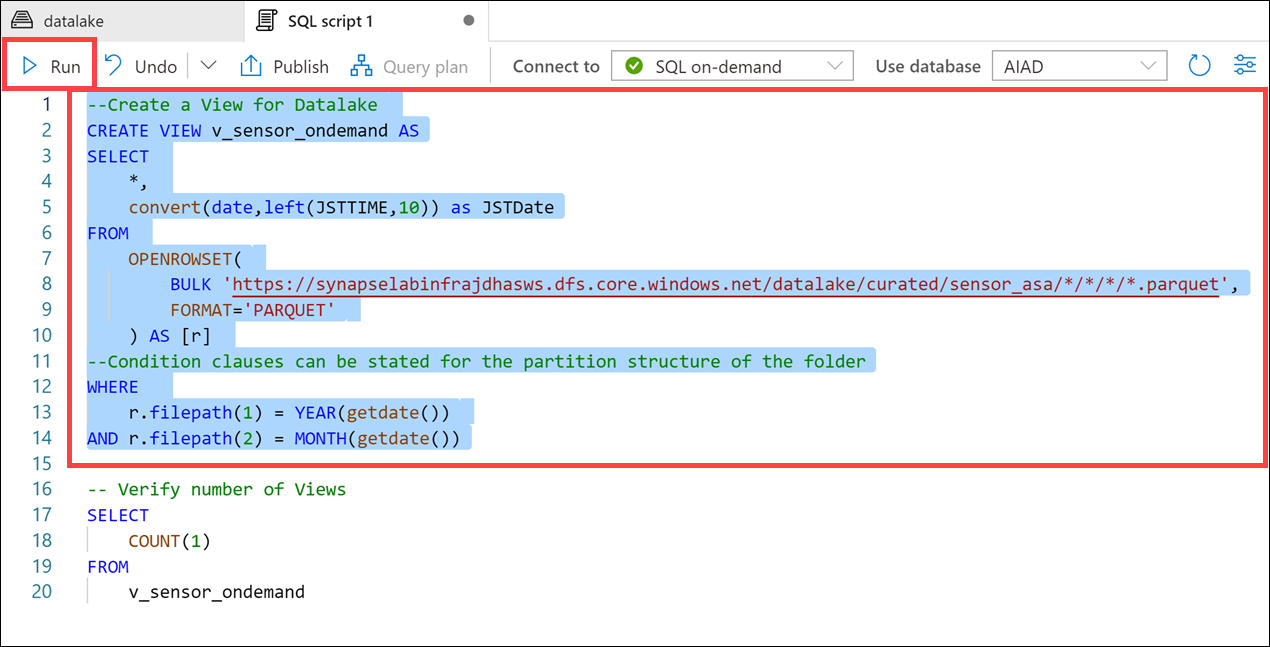 datalake SQL script 1
Run Undo Publish Query plan Connect to SQL on-demand Use database AIAD
1 --Create a View for Datalake
2 CREATE VIEW v_sensor_ondemand AS
3 SELECT
4 *,
5 convert(date,left(JSTTIME,10)) as JSTDate
6 FROM
7 OPENROWSET(
8 BULK 'https://synapselabinfrajdhasws.dfs.core.windows.net/datalake/curated/sensor_asa/*/*/*/*.parquet',
9 FORMAT='PARQUET'
10 ) AS [r]
11 --Condition clauses can be stated for the partition structure of the folder
12 WHERE
13 r.filepath(1) = YEAR(getdate())
14 AND r.filepath(2) = MONTH(getdate())
15
16 -- Verify number of Views
17 SELECT
18 COUNT(1)
19 FROM
20 v_sensor_ondemand